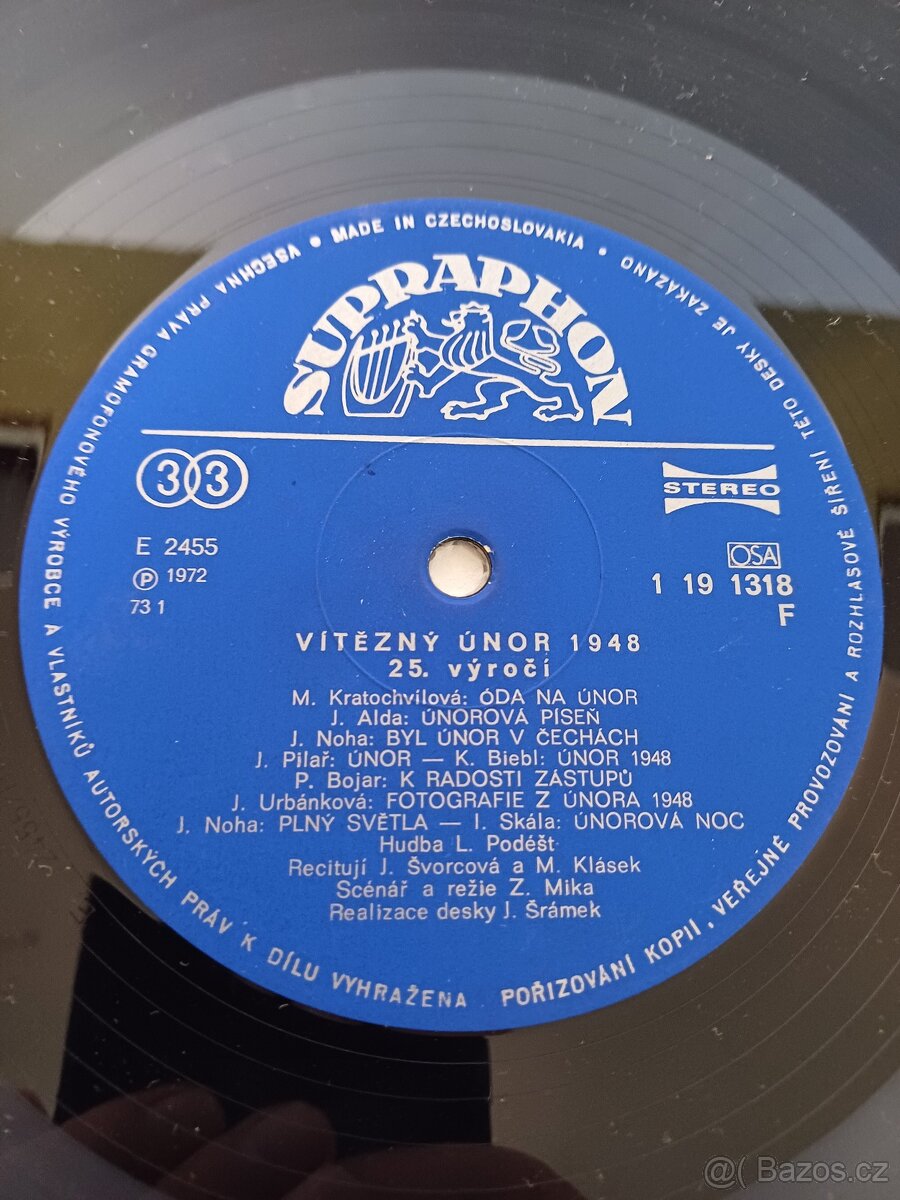 VŠECHNA PRÁVA GRAMOFONOVÉHO VÝROBCE A VLASTNÍKŮ AUTORSKÝCH PRÁV K DÍLU VYHRAŽENA. POŘIZOVÁNÍ KOPIÍ, VEŘEJNÉ PROVOZOVÁNÍ A ROZHLASOVÉ ŠÍŘENÍ TÉTO DESKY JE ZAKÁZÁNO • MADE IN CZECHOSLOVAKIA •
SUPRAPHON
33
STEREO
E 2455
Ⓟ 1972
73 1
OSA
1 19 1318
F
VÍTĚZNÝ ÚNOR 1948
25. výročí
M. Kratochvílová: ÓDA NA ÚNOR
J. Alda: ÚNOROVÁ PÍSEŇ
J. Noha: BYL ÚNOR V ČECHÁCH
J. Pilař: ÚNOR — K. Biebl: ÚNOR 1948
P. Bojar: K RADOSTI ZÁSTUPŮ
J. Urbánková: FOTOGRAFIE Z ÚNORA 1948
J. Noha: PLNÝ SVĚTLA — I. Skála: ÚNOROVÁ NOC
Hudba L. Podéšt
Recitují J. Švorcová a M. Klásek
Scénář a režie Z. Mika
Realizace desky J. Šrámek
@( Bazos.cz